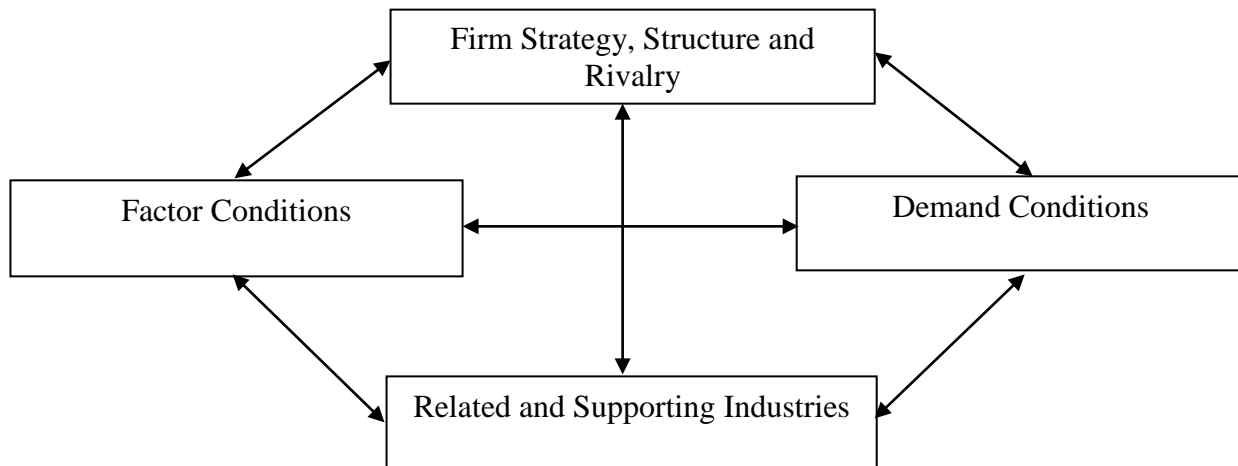 Firm Strategy, Structure and
Rivalry
Factor Conditions
Demand Conditions
Related and Supporting Industries